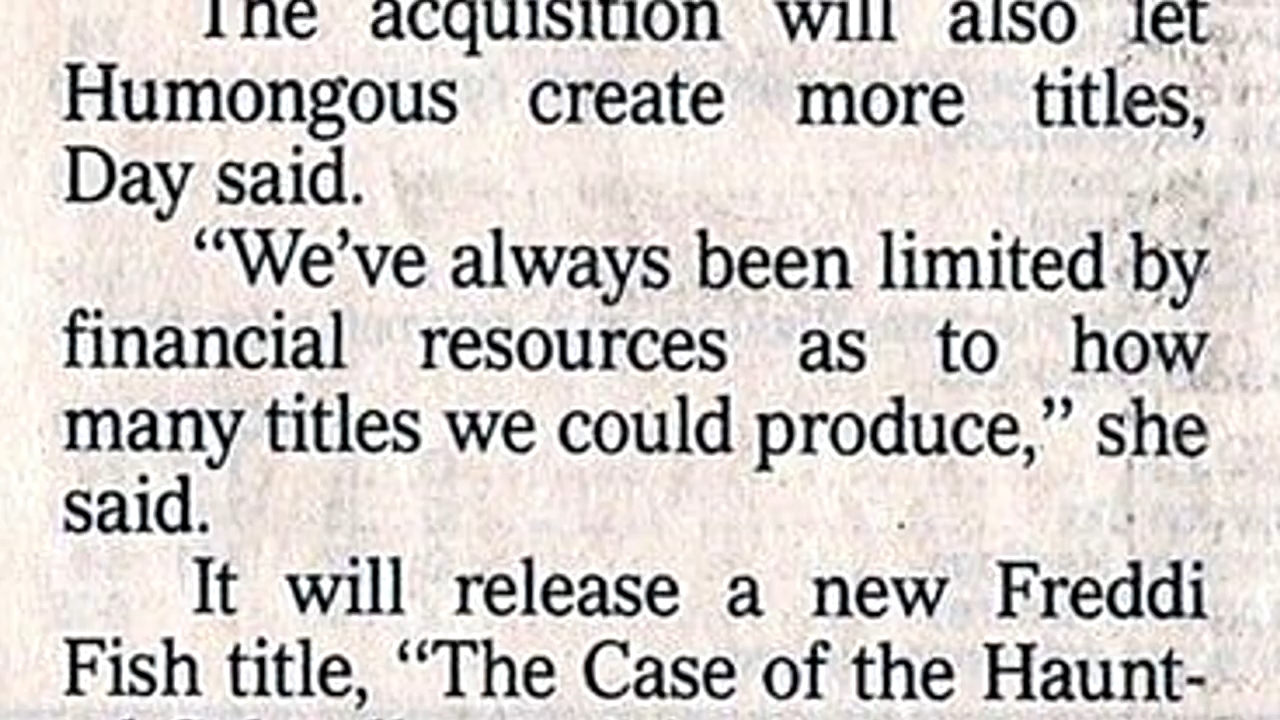 The acquisition will also let
Humongous create more titles,
Day said.
“We’ve always been limited by
financial resources as to how
many titles we could produce,” she
said.
It will release a new Freddi
Fish title, “The Case of the Haunt-